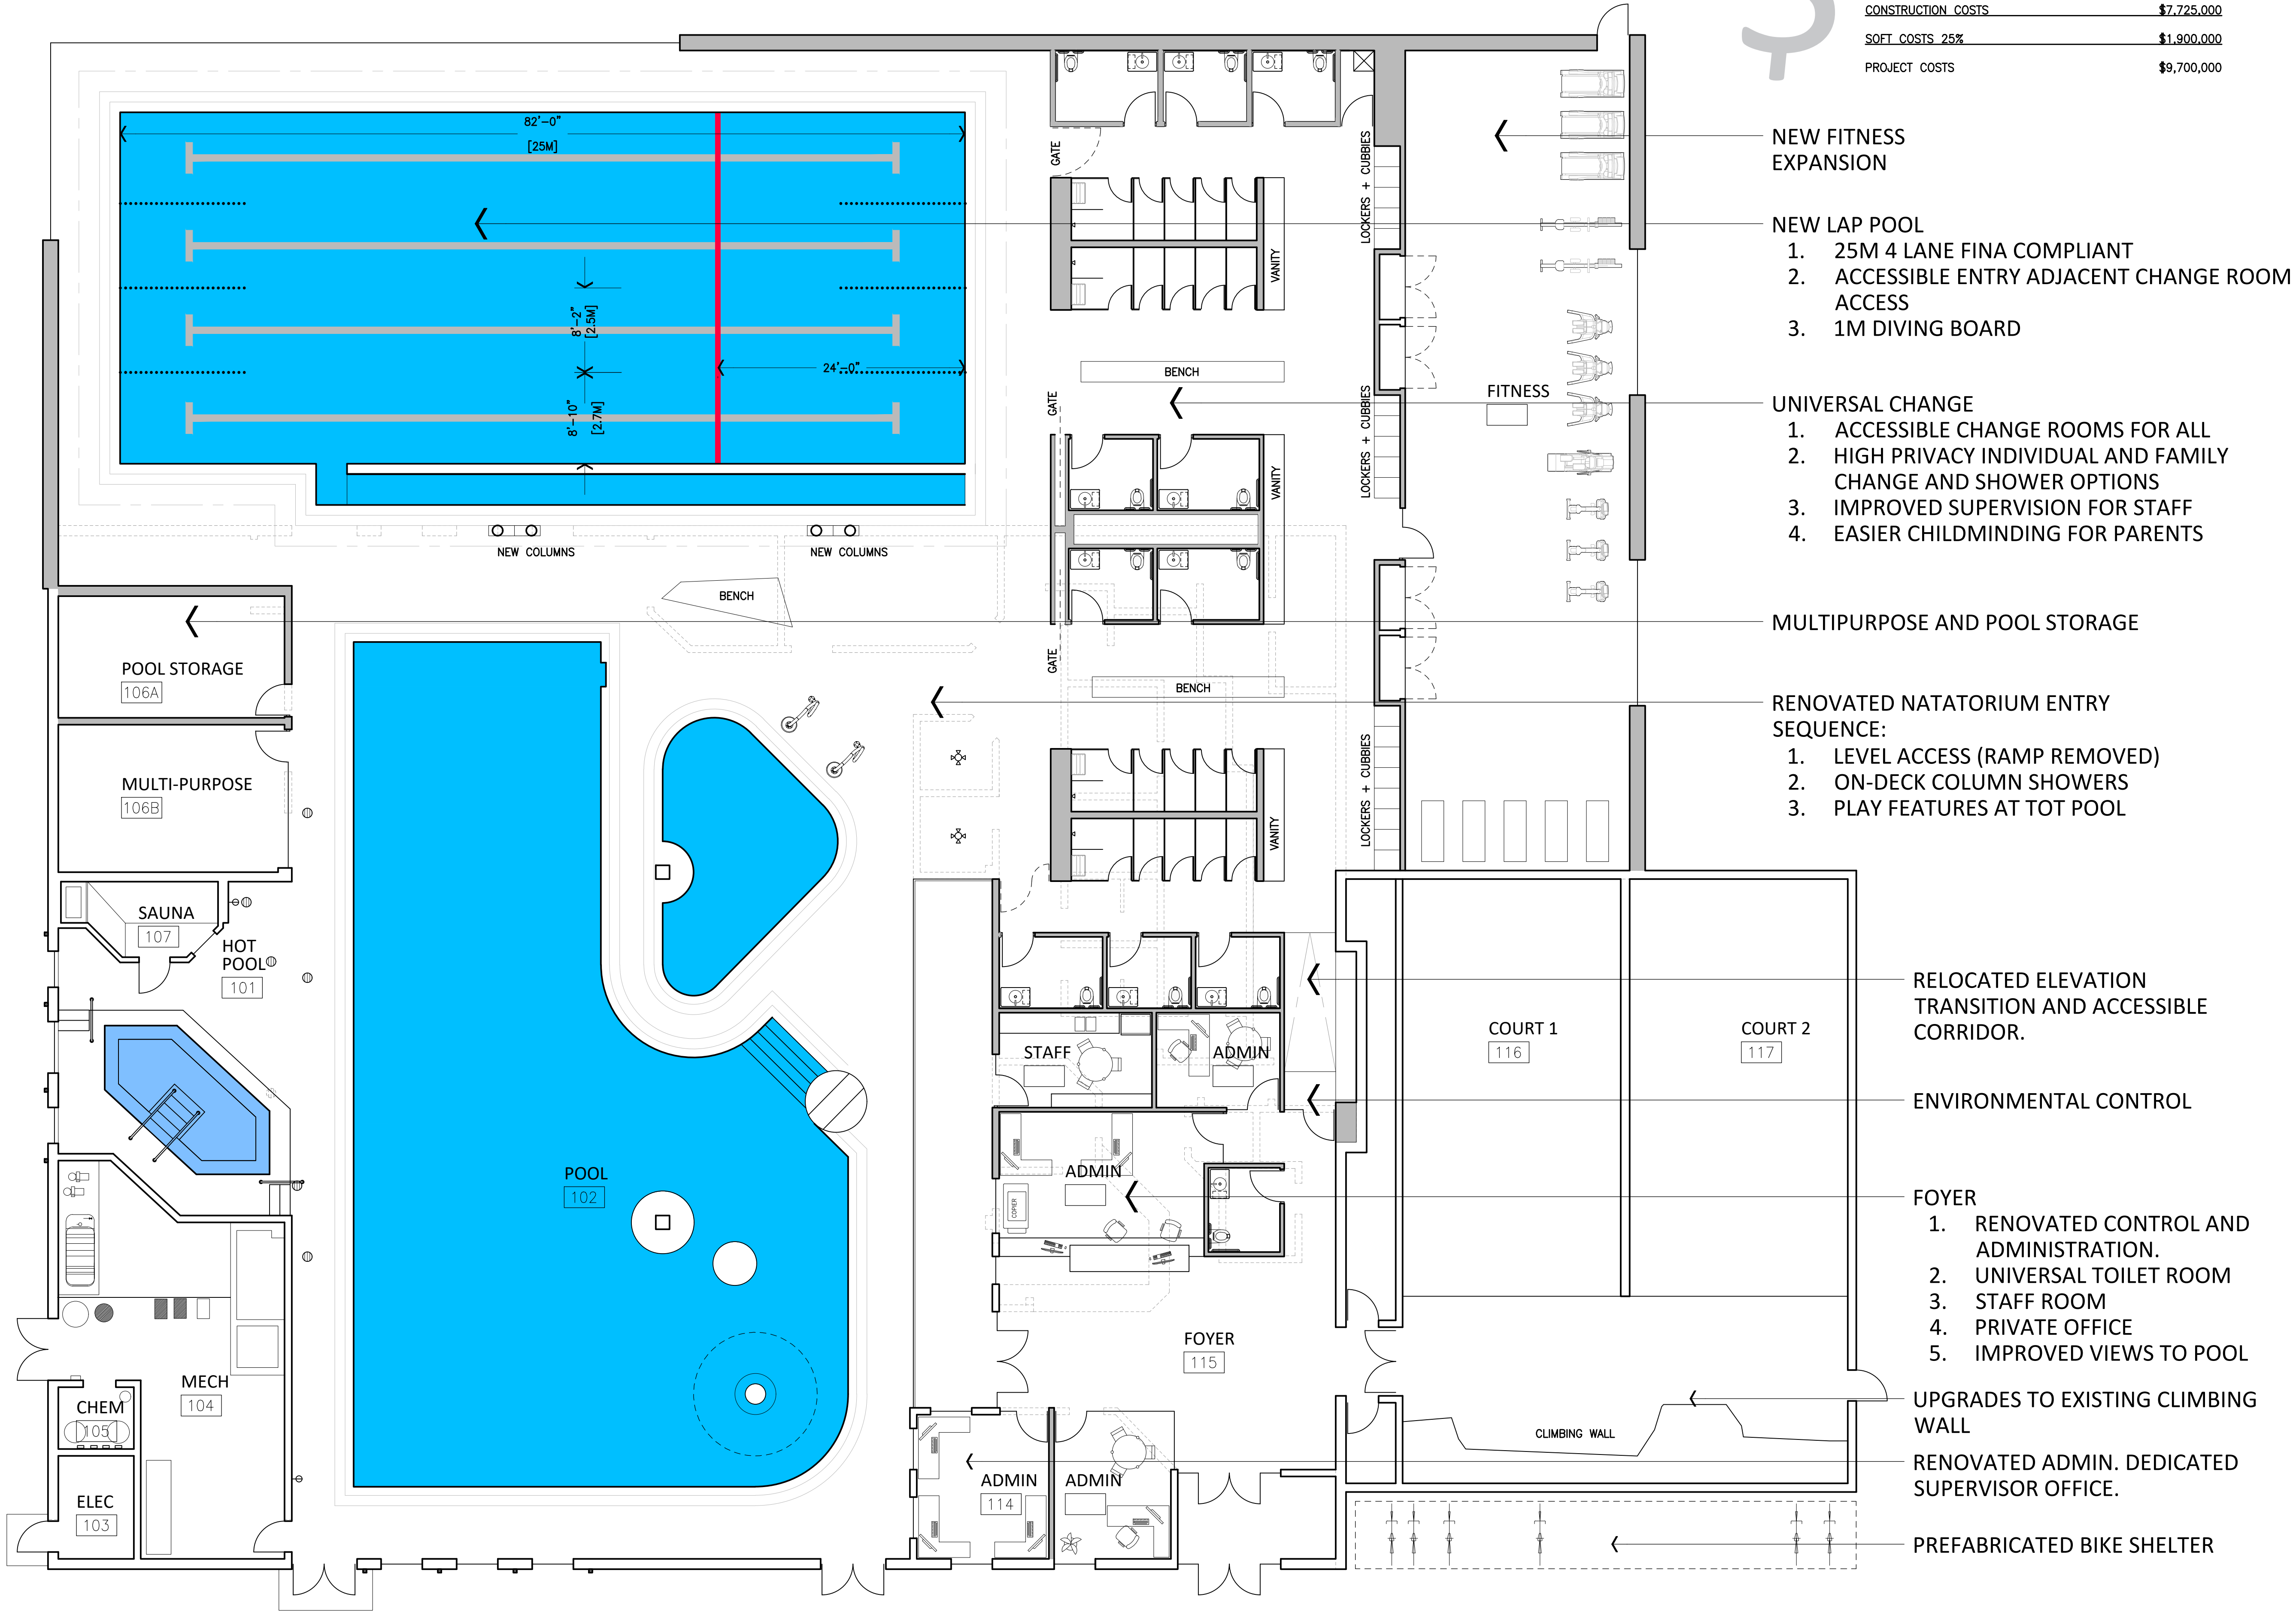 CONSTRUCTION COSTS $7,725,000
SOFT COSTS 25% $1,900,000
PROJECT COSTS $9,700,000
NEW FITNESS
EXPANSION
NEW LAP POOL
1. 25M 4 LANE FINA COMPLIANT
2. ACCESSIBLE ENTRY ADJACENT CHANGE ROOM
ACCESS
3. 1M DIVING BOARD
UNIVERSAL CHANGE
1. ACCESSIBLE CHANGE ROOMS FOR ALL
2. HIGH PRIVACY INDIVIDUAL AND FAMILY
CHANGE AND SHOWER OPTIONS
3. IMPROVED SUPERVISION FOR STAFF
4. EASIER CHILDMINDING FOR PARENTS
MULTIPURPOSE AND POOL STORAGE
RENOVATED NATATORIUM ENTRY
SEQUENCE:
1. LEVEL ACCESS (RAMP REMOVED)
2. ON-DECK COLUMN SHOWERS
3. PLAY FEATURES AT TOT POOL
RELOCATED ELEVATION
TRANSITION AND ACCESSIBLE
CORRIDOR.
ENVIRONMENTAL CONTROL
FOYER
1. RENOVATED CONTROL AND
ADMINISTRATION.
2. UNIVERSAL TOILET ROOM
3. STAFF ROOM
4. PRIVATE OFFICE
5. IMPROVED VIEWS TO POOL
UPGRADES TO EXISTING CLIMBING
WALL
RENOVATED ADMIN. DEDICATED
SUPERVISOR OFFICE.
PREFABRICATED BIKE SHELTER
82'-0"
[25M]
8'-2"
[2.5M]
24'-0"
8'-10"
[2.7M]
NEW COLUMNS
NEW COLUMNS
BENCH
GATE
LOCKERS + CUBBIES
VANITY
BENCH
GATE
LOCKERS + CUBBIES
VANITY
FITNESS
GATE
BENCH
LOCKERS + CUBBIES
VANITY
POOL STORAGE
106A
MULTI-PURPOSE
106B
SAUNA
107
HOT
POOL
101
POOL
102
MECH
104
CHEM
105
ELEC
103
STAFF
ADMIN
ADMIN
COPIER
FOYER
115
ADMIN
114
ADMIN
COURT 1
116
COURT 2
117
CLIMBING WALL